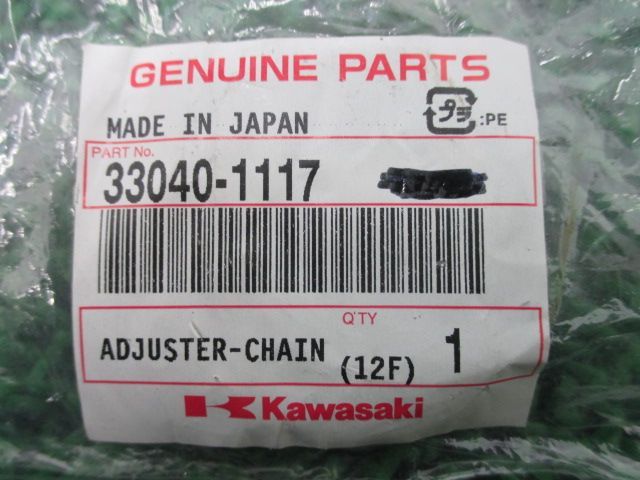 GENUINE PARTS
MADE IN JAPAN
プラ :PE
PART No.
33040-1117
Q'TY
ADJUSTER-CHAIN (12F) 1
Kawasaki